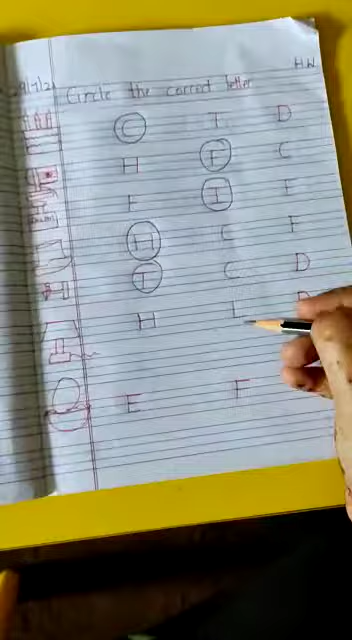 H.W
Circle the correct letter
C T D
H F C
F I E
H C F
T C D
H L D
E F